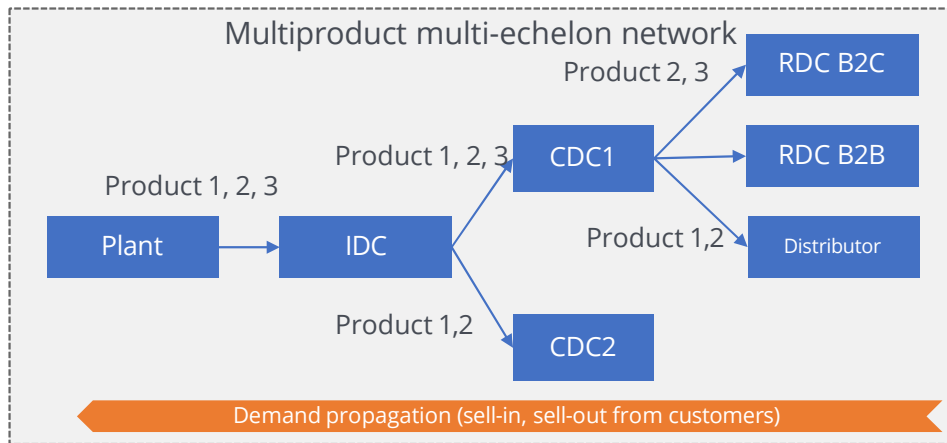 Multiproduct multi-echelon network
RDC B2C
Product 2, 3
CDC1
RDC B2B
Product 1, 2, 3
Product 1, 2, 3
Plant
IDC
Product 1,2
Distributor
Product 1,2
CDC2
Demand propagation (sell-in, sell-out from customers)